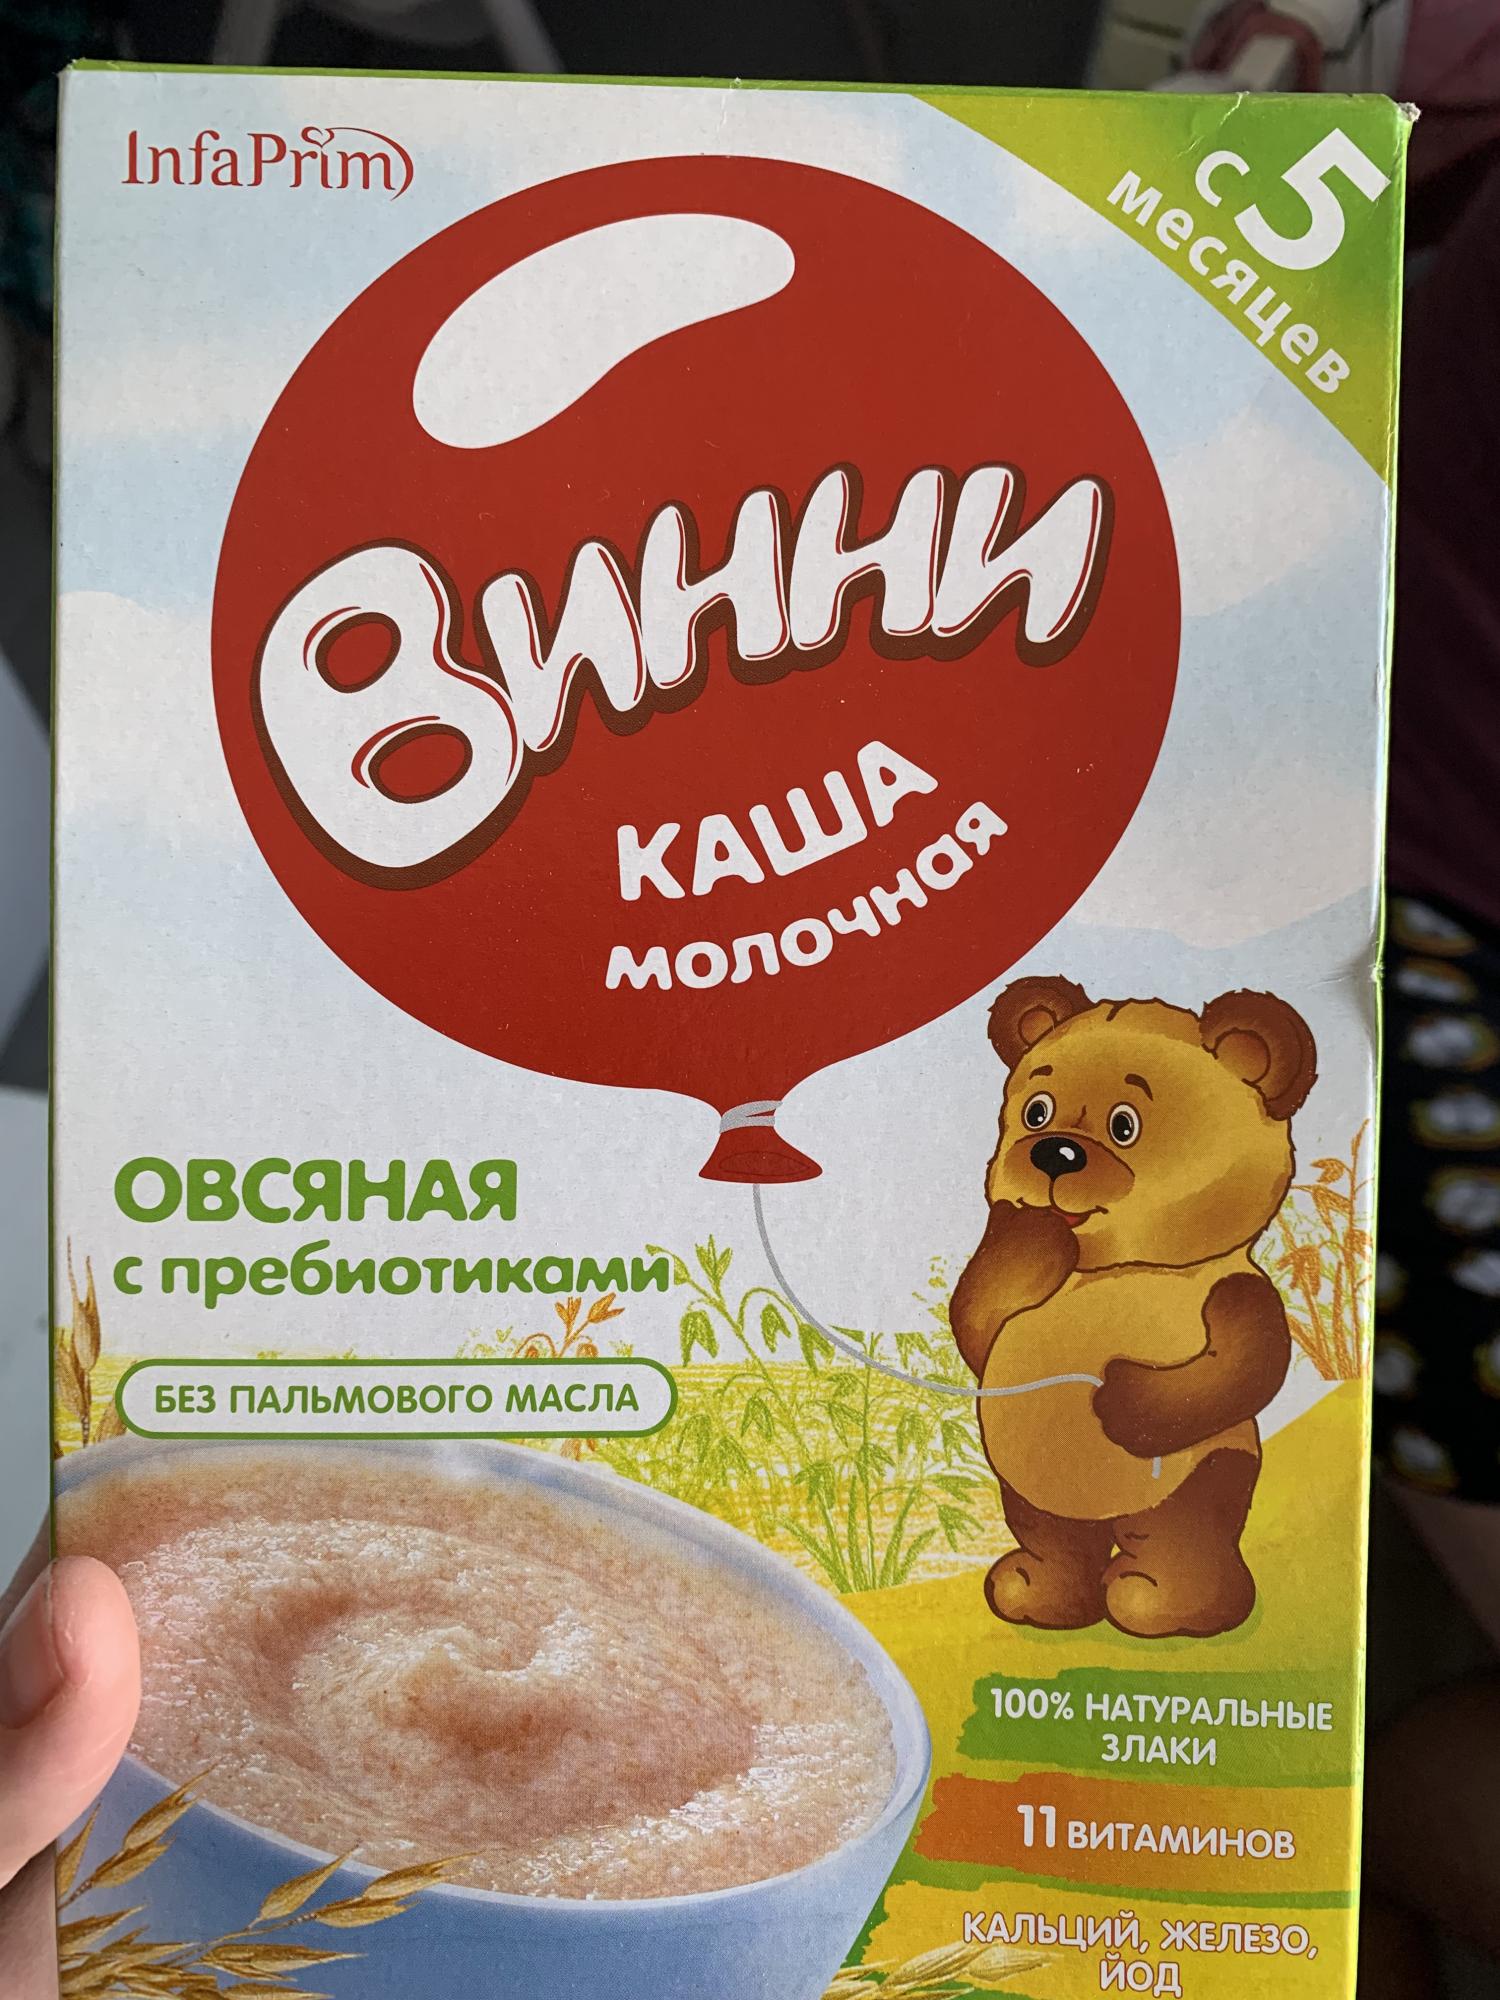 InfaPrim
с 5
месяцев
Винни
КАША
молочная
ОВСЯНАЯ
с пребиотиками
БЕЗ ПАЛЬМОВОГО МАСЛА
100% НАТУРАЛЬНЫЕ
ЗЛАКИ
11 ВИТАМИНОВ
КАЛЬЦИЙ, ЖЕЛЕЗО,
ЙОД